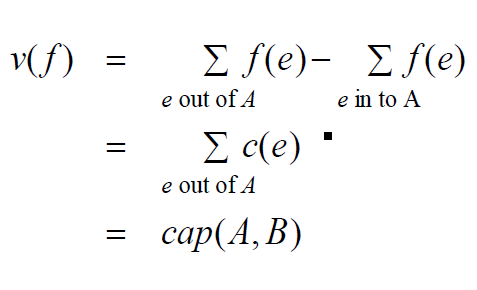 v(f) = ∑ f(e) − ∑ f(e)
e out of A e in to A
= ∑ c(e) ▪
e out of A
= cap(A, B)